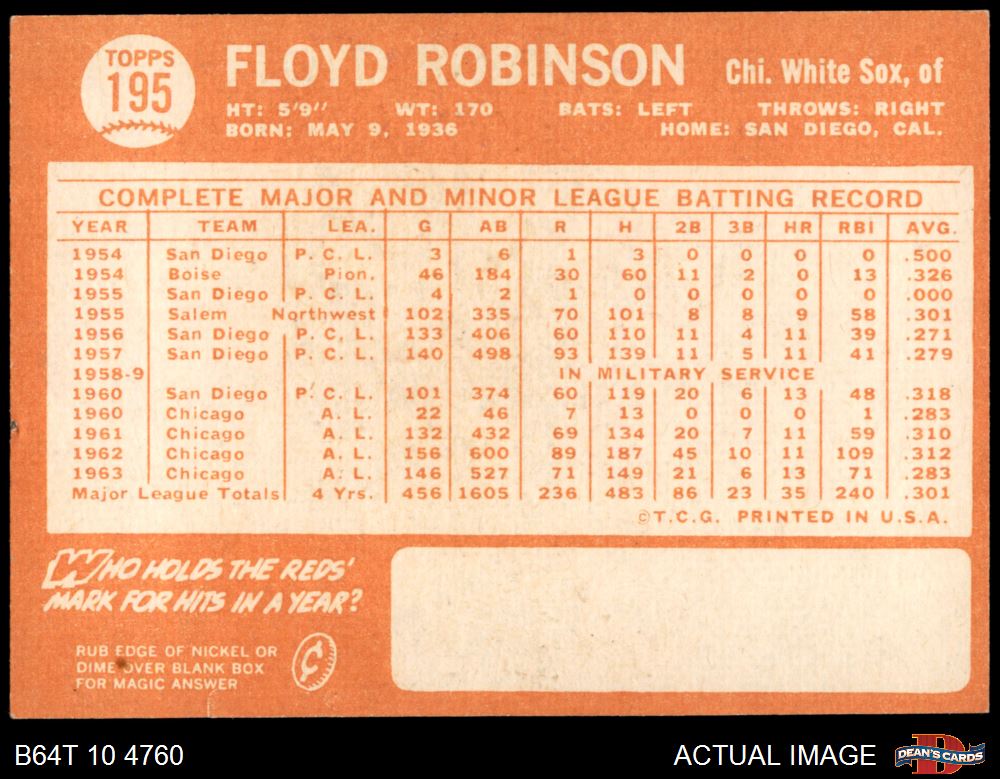 TOPPS
195
FLOYD ROBINSON
Chi. White Sox, of
HT: 5'9" WT: 170 BATS: LEFT THROWS: RIGHT
BORN: MAY 9, 1936 HOME: SAN DIEGO, CAL.
COMPLETE MAJOR AND MINOR LEAGUE BATTING RECORD
YEAR TEAM LEA. G AB R H 2B 3B HR RBI AVG.
1954 San Diego P. C. L. 3 6 1 3 0 0 0 0 .500
1954 Boise Pion. 46 184 30 60 11 2 0 13 .326
1955 San Diego P. C. L. 4 2 1 0 0 0 0 0 .000
1955 Salem Northwest 102 335 70 101 8 8 9 58 .301
1956 San Diego P. C. L. 133 406 60 110 11 4 11 39 .271
1957 San Diego P. C. L. 140 498 93 139 11 5 11 41 .279
1958-9 IN MILITARY SERVICE
1960 San Diego P. C. L. 101 374 60 119 20 6 13 48 .318
1960 Chicago A. L. 22 46 7 13 0 0 0 1 .283
1961 Chicago A. L. 132 432 69 134 20 7 11 59 .310
1962 Chicago A. L. 156 600 89 187 45 10 11 109 .312
1963 Chicago A. L. 146 527 71 149 21 6 13 71 .283
Major League Totals 4 Yrs. 456 1605 236 483 86 23 35 240 .301
©T.C.G. PRINTED IN U.S.A.
WHO HOLDS THE REDS'
MARK FOR HITS IN A YEAR?
RUB EDGE OF NICKEL OR
DIME OVER BLANK BOX
FOR MAGIC ANSWER
¢
B64T 10 4760
ACTUAL IMAGE
D
DEAN'S CARDS